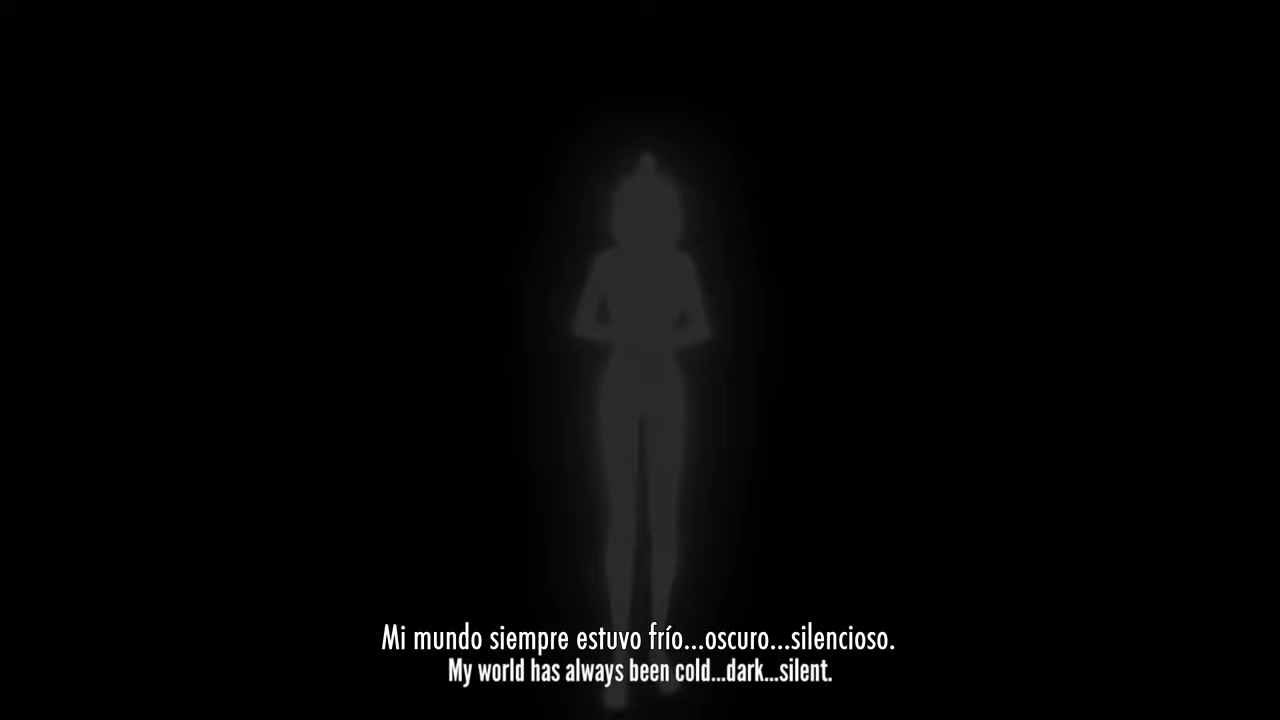 Mi mundo siempre estuvo frío...oscuro...silencioso.
My world has always been cold...dark...silent.